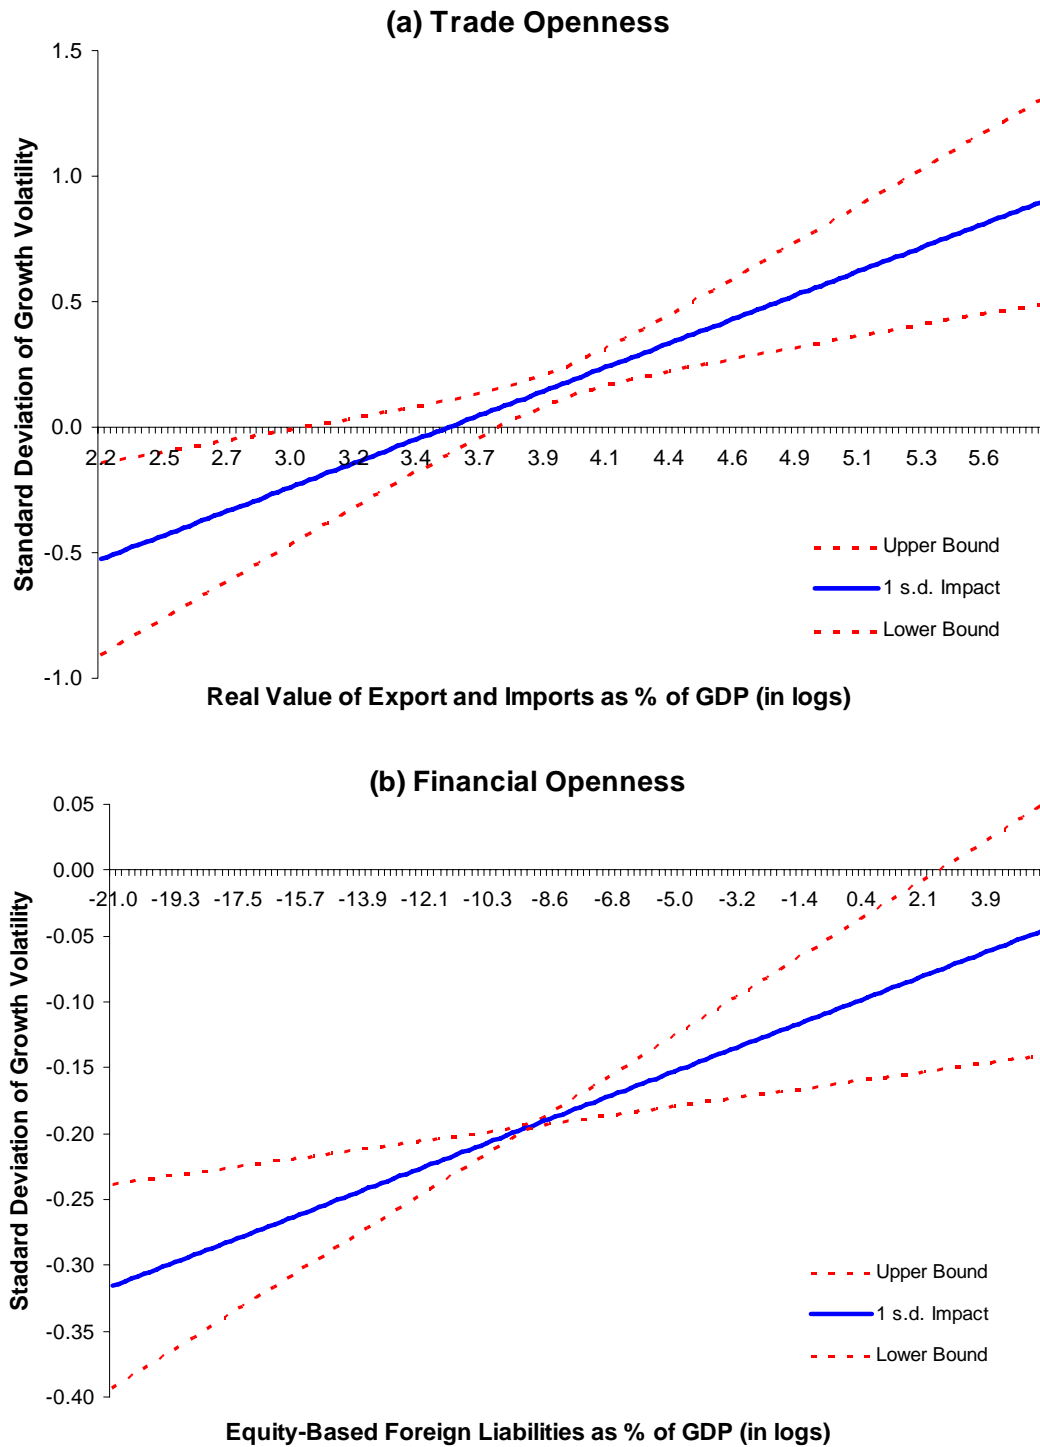 (a) Trade Openness
1.5
1.0
0.5
0.0
-0.5
-1.0
Standard Deviation of Growth Volatility
2.2 2.5 2.7 3.0 3.2 3.4 3.7 3.9 4.1 4.4 4.6 4.9 5.1 5.3 5.6
Upper Bound
1 s.d. Impact
Lower Bound
Real Value of Export and Imports as % of GDP (in logs)
(b) Financial Openness
0.05
0.00
-0.05
-0.10
-0.15
-0.20
-0.25
-0.30
-0.35
-0.40
Stadard Deviation of Growth Volatility
-21.0 -19.3 -17.5 -15.7 -13.9 -12.1 -10.3 -8.6 -6.8 -5.0 -3.2 -1.4 0.4 2.1 3.9
Upper Bound
1 s.d. Impact
Lower Bound
Equity-Based Foreign Liabilities as % of GDP (in logs)